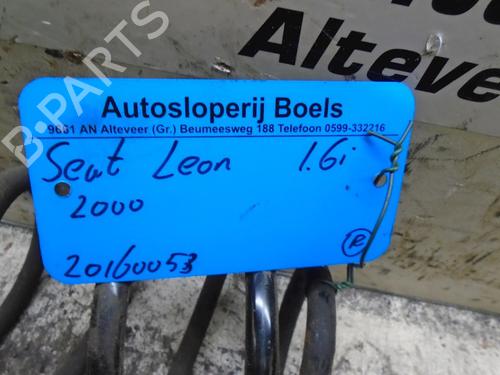 Alteve
Autosloperij Boels
9661 AN Alteveer (Gr.) Beumeesweg 188 Telefoon 0599-332216
Seat Leon 1.6i
2000
R
20160053
B-PARTS